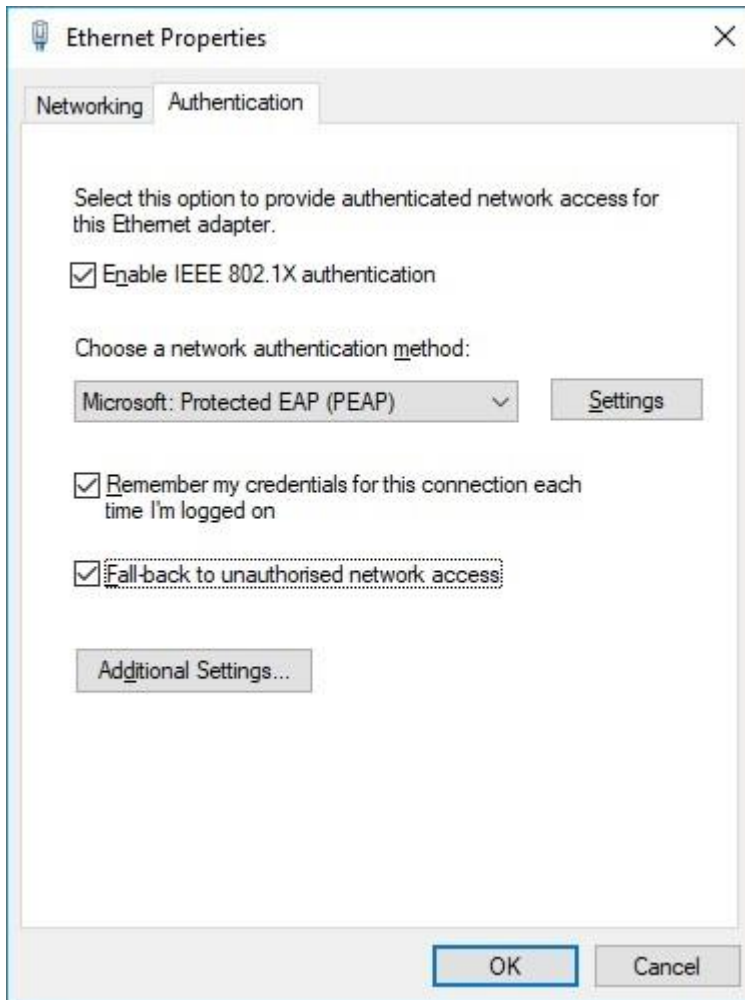 Ethernet Properties
Networking
Authentication
Select this option to provide authenticated network access for
this Ethernet adapter.
Enable IEEE 802.1X authentication
Choose a network authentication method:
Microsoft: Protected EAP (PEAP)
Settings
Remember my credentials for this connection each
time I'm logged on
Fall-back to unauthorised network access
Additional Settings...
OK
Cancel